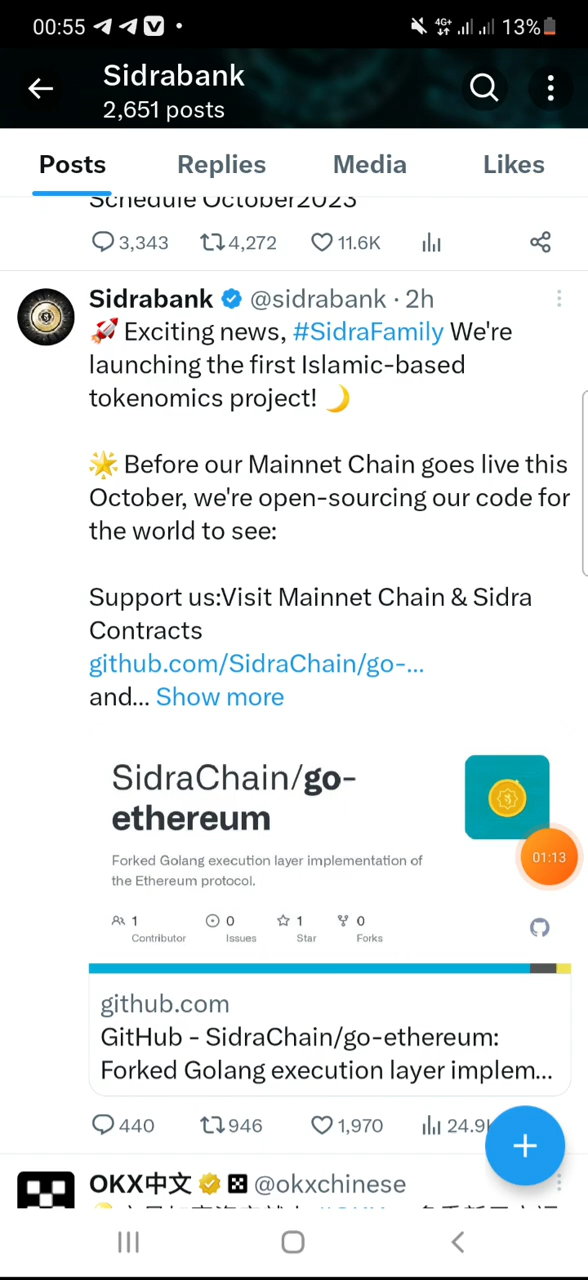 00:55
4G+
13%
Sidrabank
2,651 posts
Posts Replies Media Likes
Schedule October2023
3,343 4,272 11.6K
Sidrabank @sidrabank · 2h
🚀 Exciting news, #SidraFamily We're
launching the first Islamic-based
tokenomics project! 🌙
🌟 Before our Mainnet Chain goes live this
October, we're open-sourcing our code for
the world to see:
Support us:Visit Mainnet Chain & Sidra
Contracts
github.com/SidraChain/go-...
and... Show more
SidraChain/go-
ethereum
Forked Golang execution layer implementation of
the Ethereum protocol.
01:13
1 0 1 0
Contributor Issues Star Forks
github.com
GitHub - SidraChain/go-ethereum:
Forked Golang execution layer implem...
440 946 1,970 24.9
OKX中文 @okxchinese